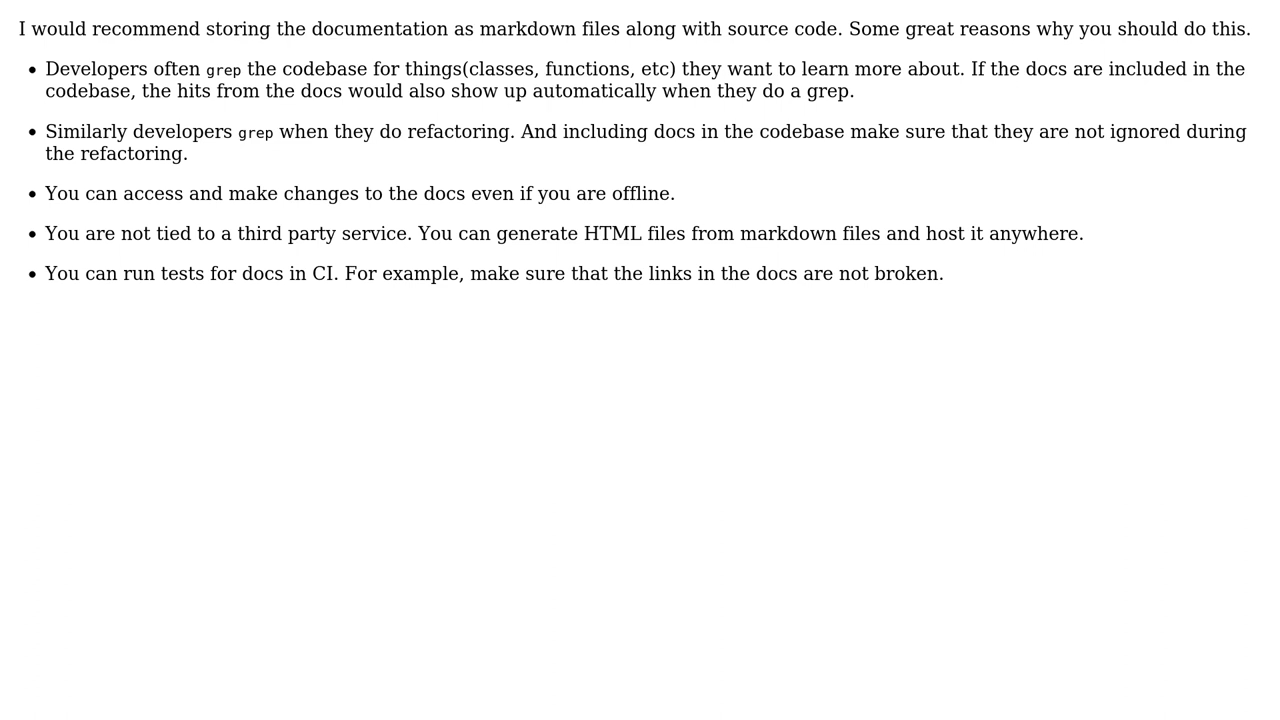 I would recommend storing the documentation as markdown files along with source code. Some great reasons why you should do this.
• Developers often grep the codebase for things(classes, functions, etc) they want to learn more about. If the docs are included in the
codebase, the hits from the docs would also show up automatically when they do a grep.
• Similarly developers grep when they do refactoring. And including docs in the codebase make sure that they are not ignored during
the refactoring.
• You can access and make changes to the docs even if you are offline.
• You are not tied to a third party service. You can generate HTML files from markdown files and host it anywhere.
• You can run tests for docs in CI. For example, make sure that the links in the docs are not broken.